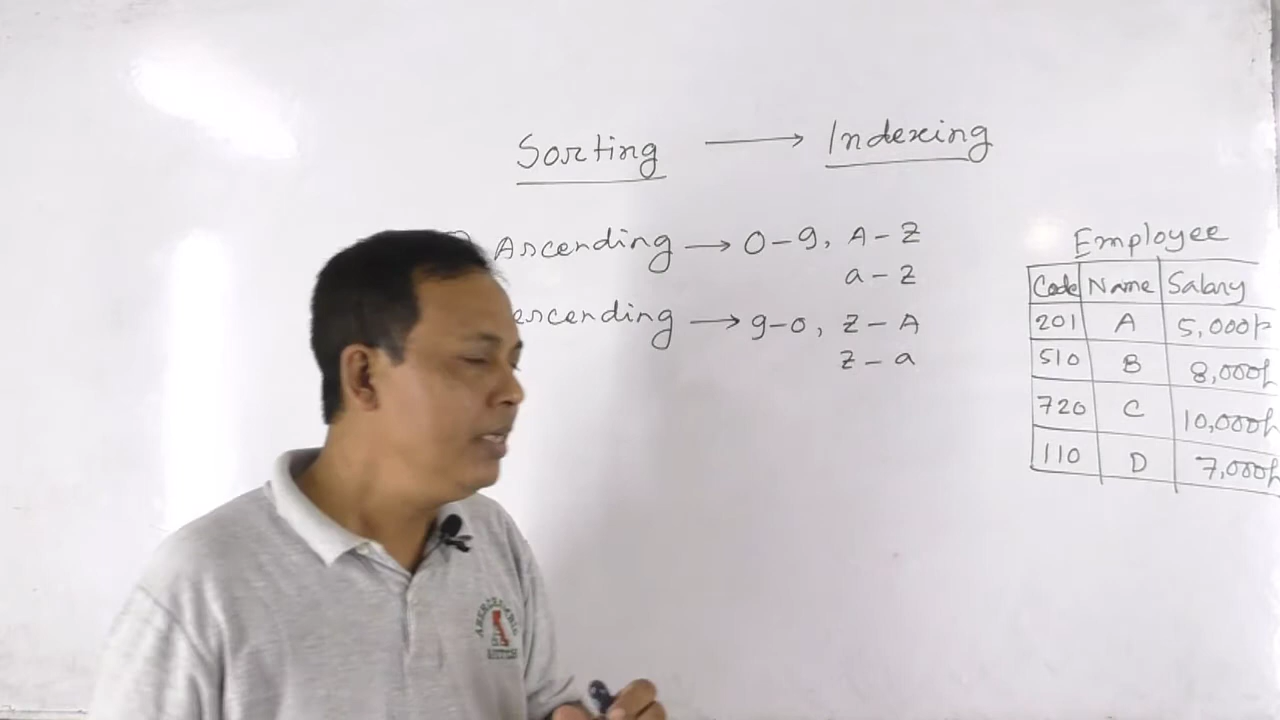 Sorting → Indexing
Ascending → 0-9, A-Z
a-z
escending → 9-0, Z-A
z-a
Employee
Code Name Salary
201 A 5,000/-
510 B 8,000/-
720 C 10,000/-
110 D 7,000/-